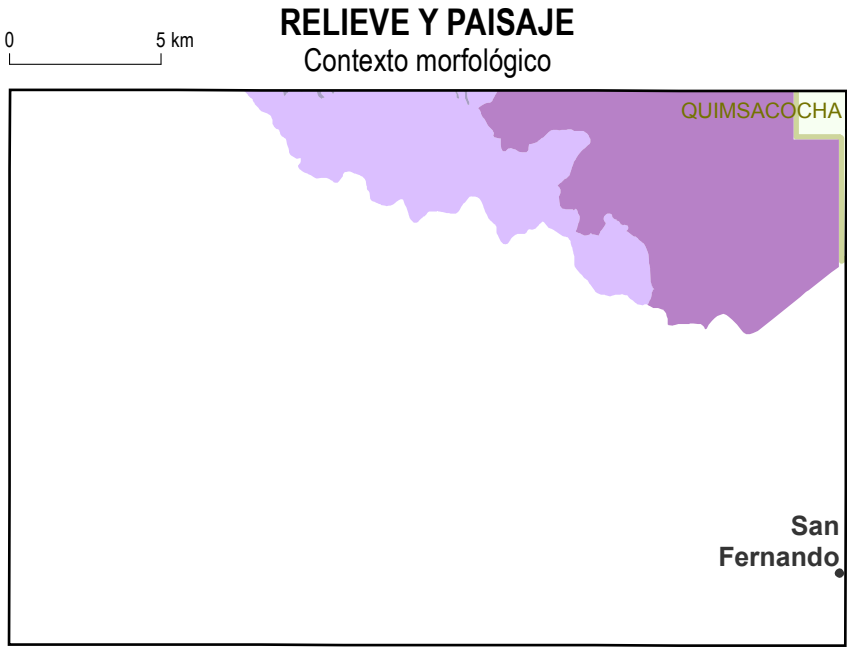 RELIEVE Y PAISAJE
Contexto morfológico
0 5 km
QUIMSACOCHA
San
Fernando